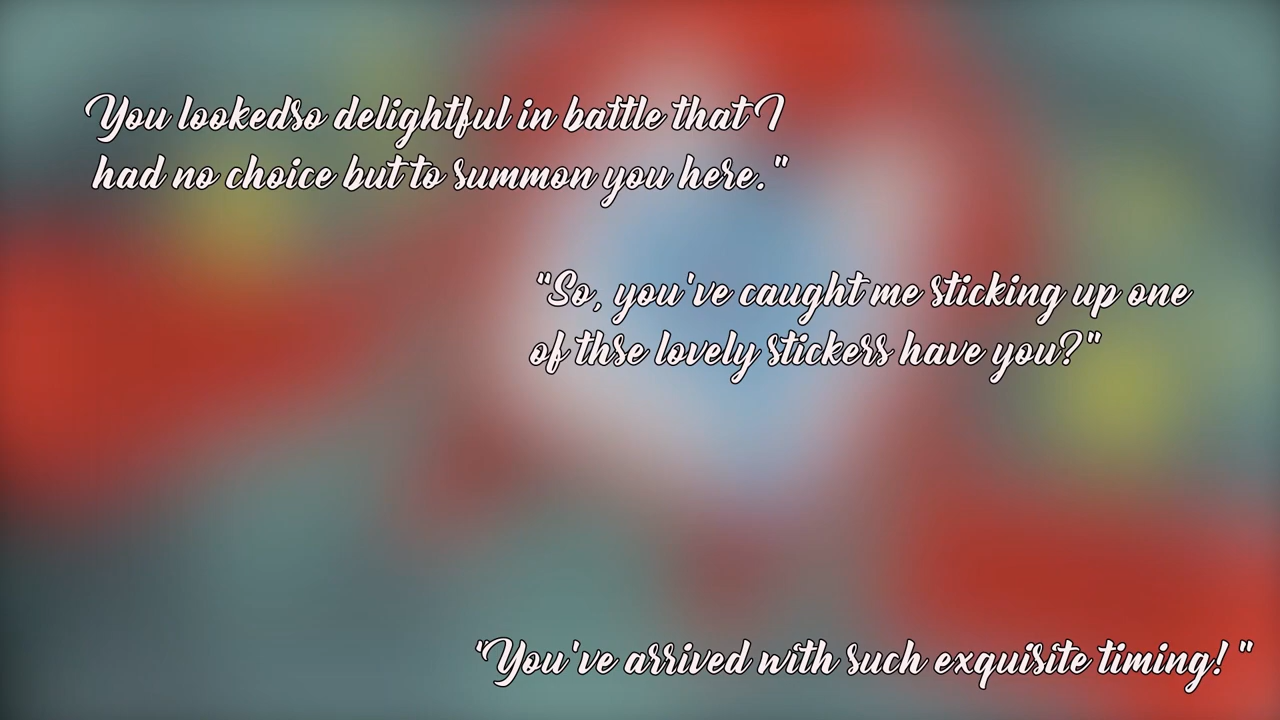 You lookedso delightful in battle that I
had no choice but to summon you here."
"So, you've caught me sticking up one
of thse lovely stickers have you?"
"You've arrived with such exquisite timing! "